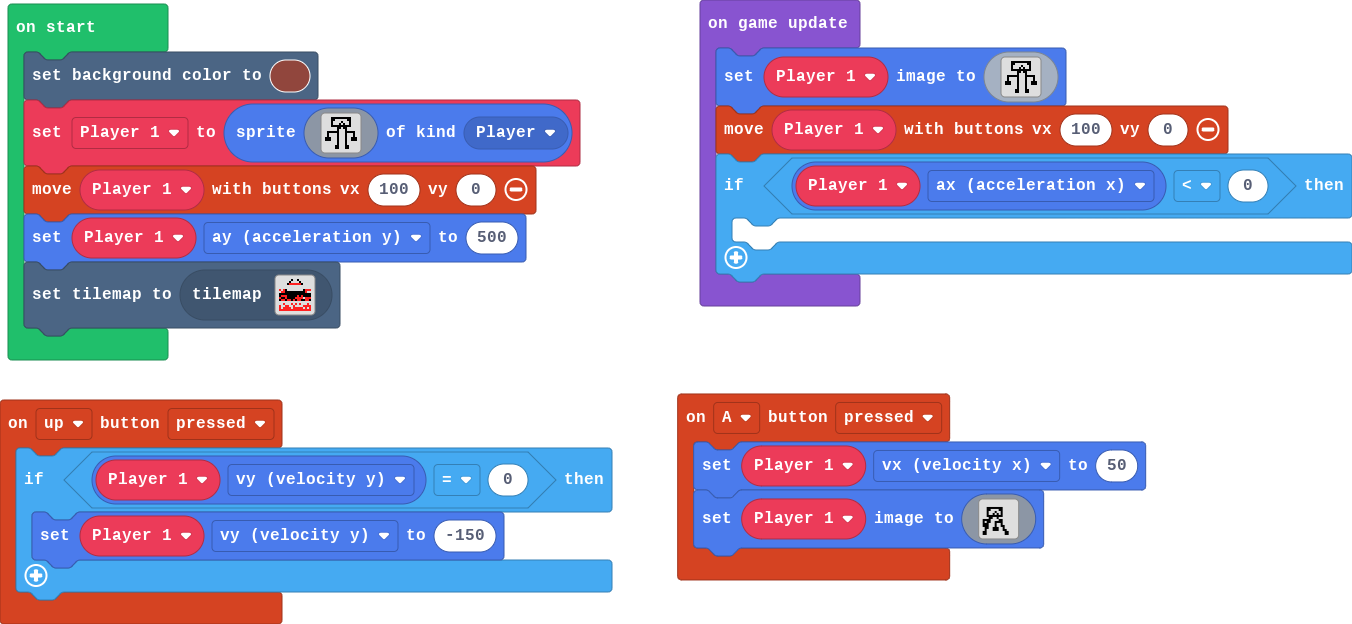 on start
set background color to
set Player 1 to sprite of kind Player
move Player 1 with buttons vx 100 vy 0
set Player 1 ay (acceleration y) to 500
set tilemap to tilemap
on game update
set Player 1 image to
move Player 1 with buttons vx 100 vy 0
if Player 1 ax (acceleration x) < 0 then
on up button pressed
if Player 1 vy (velocity y) = 0 then
set Player 1 vy (velocity y) to -150
on A button pressed
set Player 1 vx (velocity x) to 50
set Player 1 image to